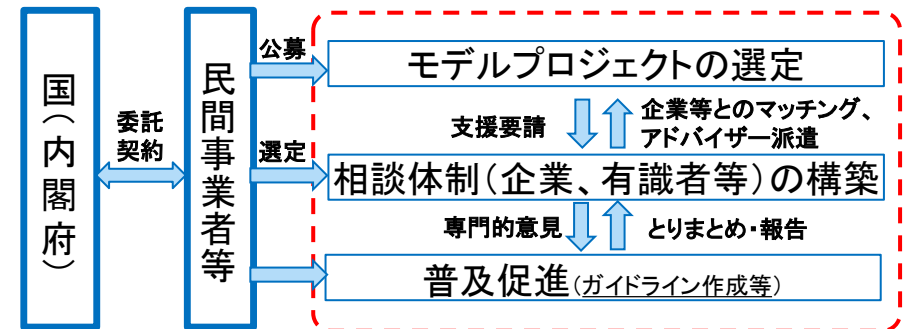 国（内閣府）
委託
契約
民間事業者等
公募
選定
モデルプロジェクトの選定
支援要請
企業等とのマッチング、
アドバイザー派遣
相談体制（企業、有識者等）の構築
専門的意見
とりまとめ・報告
普及促進（ガイドライン作成等）